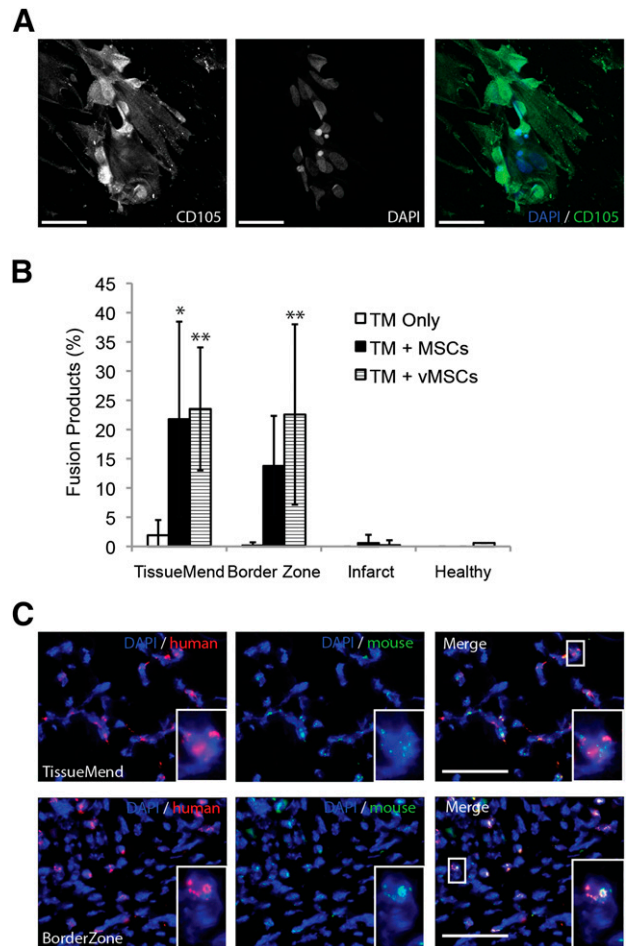 A
CD105
DAPI
DAPI / CD105
B
Fusion Products (%)
45
40
35
30
25
20
15
10
5
0
*
**
**
TM Only
TM + MSCs
TM + vMSCs
TissueMend
Border Zone
Infarct
Healthy
C
DAPI / human
DAPI / mouse
Merge
TissueMend
DAPI / human
DAPI / mouse
Merge
BorderZone